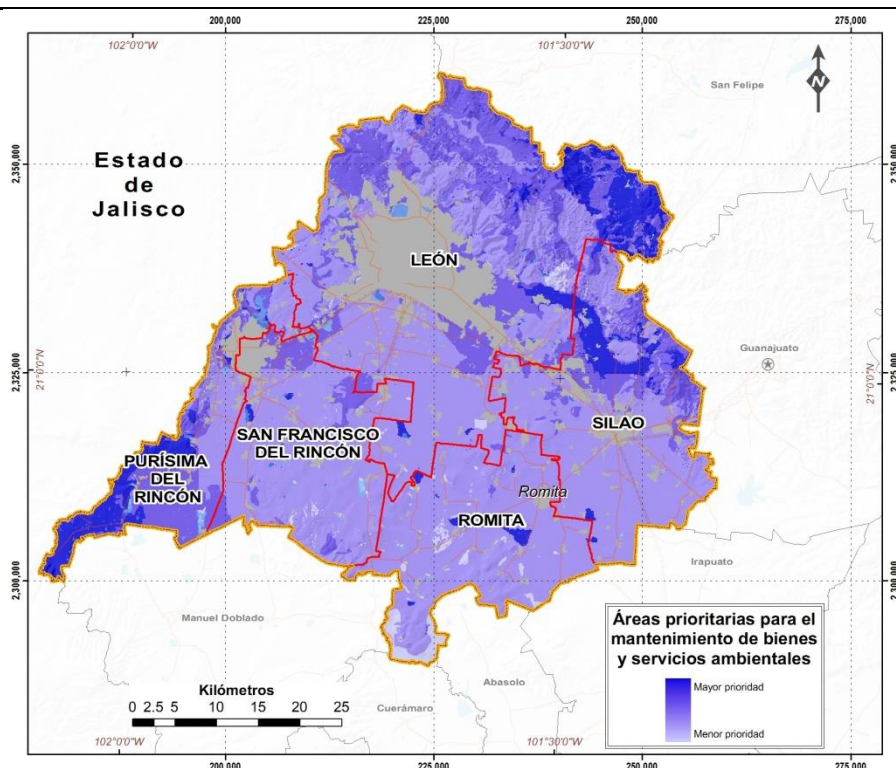 200,000
225,000
250,000
275,000
102°0'0"W
101°30'0"W
N
San Felipe
2,350,000
2,350,000
Estado
de
Jalisco
LEÓN
Guanajuato
21°0'0"N
2,325,000
2,325,000
21°0'0"N
SILAO
SAN FRANCISCO
DEL RINCÓN
PURÍSIMA
DEL
RINCÓN
Romita
ROMITA
Irapuato
2,300,000
2,300,000
Manuel Doblado
Áreas prioritarias para el
mantenimiento de bienes
y servicios ambientales
Mayor prioridad
Menor prioridad
Abasolo
Kilómetros
0 2.5 5 10 15 20 25
Cuerámaro
102°0'0"W
101°30'0"W
200,000
225,000
250,000
275,000